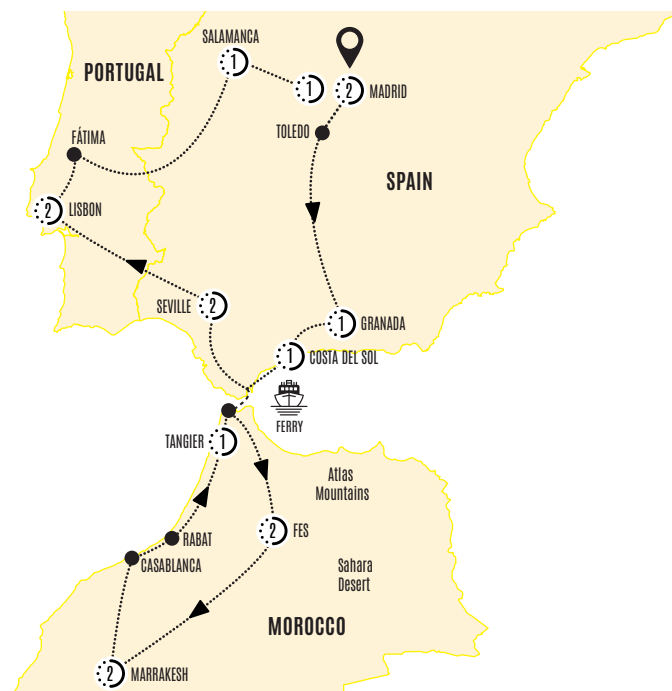 SALAMANCA
1
PORTUGAL
1
2
MADRID
TOLEDO
FÁTIMA
SPAIN
2
LISBON
SEVILLE
2
1
GRANADA
1
COSTA DEL SOL
FERRY
TANGIER
1
Atlas
Mountains
2
FES
RABAT
CASABLANCA
Sahara
Desert
MOROCCO
2
MARRAKESH